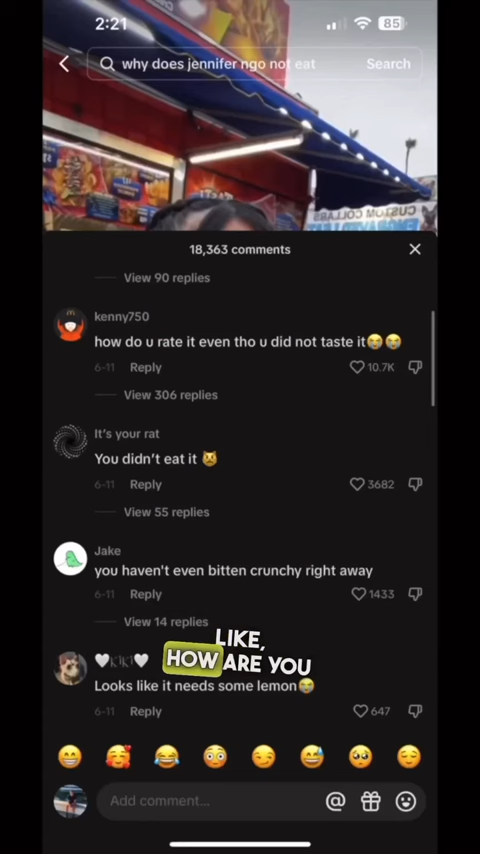 2:21
85
why does jennifer ngo not eat
Search
CUSTOM COLLABS
18,363 comments
View 90 replies
kenny750
how do u rate it even tho u did not taste it😭😭
6-11 Reply
10.7K
View 306 replies
It's your rat
You didn't eat it 😿
6-11 Reply
3682
View 55 replies
Jake
you haven't even bitten crunchy right away
6-11 Reply
1433
View 14 replies
LIKE,
HOW ARE YOU
🤍KiKi🤍
Looks like it needs some lemon😭
6-11 Reply
647
Add comment...